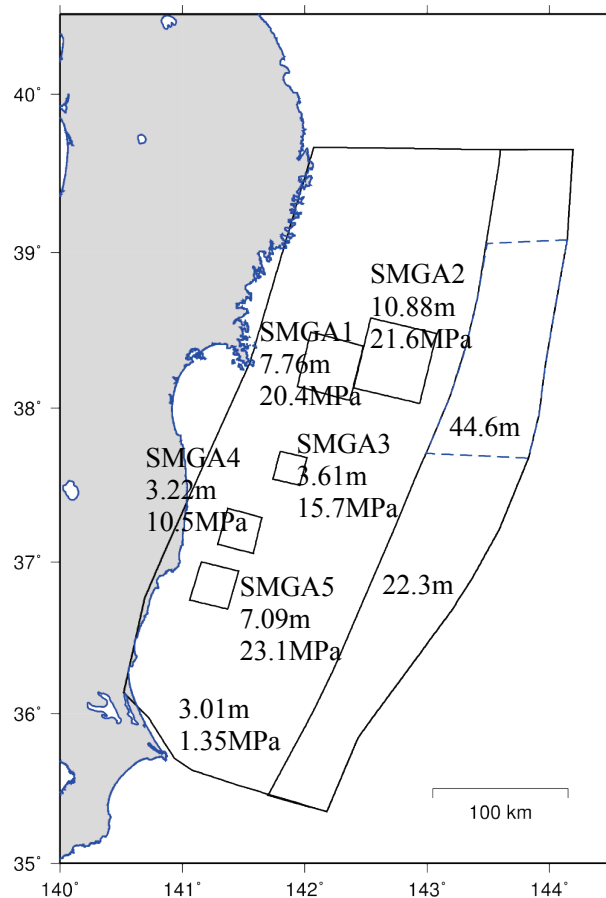 40˚
39˚
SMGA2
10.88m
21.6MPa
SMGA1
7.76m
20.4MPa
38˚
44.6m
SMGA3
3.61m
15.7MPa
SMGA4
3.22m
10.5MPa
37˚
SMGA5
7.09m
23.1MPa
22.3m
36˚
3.01m
1.35MPa
100 km
35˚
140˚ 141˚ 142˚ 143˚ 144˚